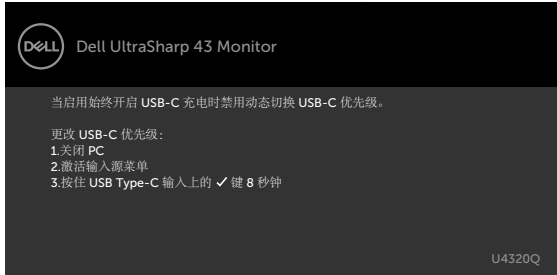 DELL
Dell UltraSharp 43 Monitor
当启用始终开启 USB-C 充电时禁用动态切换 USB-C 优先级。
更改 USB-C 优先级:
1.关闭 PC
2.激活输入源菜单
3.按住 USB Type-C 输入上的 ✓ 键 8 秒钟
U4320Q